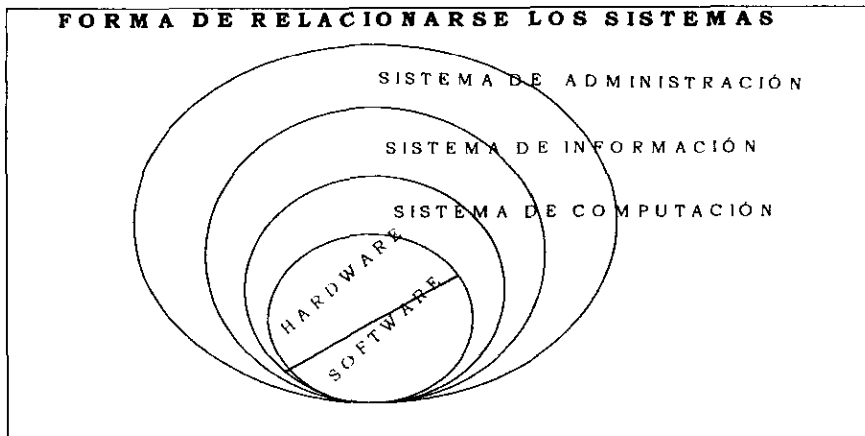 FORMA DE RELACIONARSE LOS SISTEMAS
SISTEMA DE ADMINISTRACIÓN
SISTEMA DE INFORMACIÓN
SISTEMA DE COMPUTACIÓN
HARDWARE
SOFTWARE